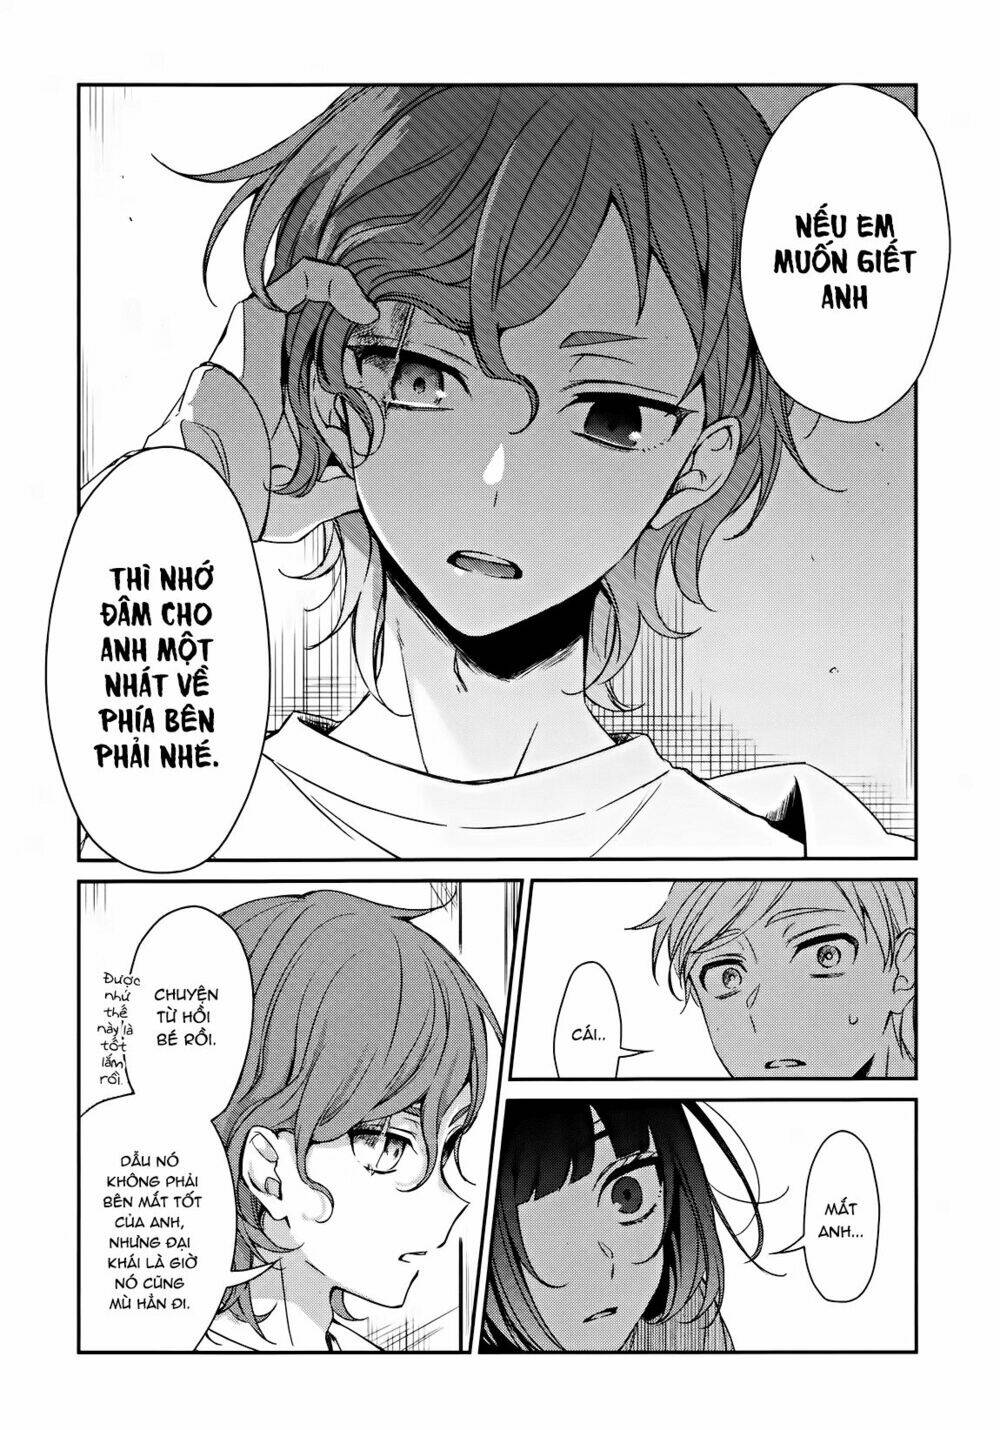 NẾU EM
MUỐN GIẾT
ANH
THÌ NHỚ
ĐÂM CHO
ANH MỘT
NHÁT VỀ
PHÍA BÊN
PHẢI NHÉ.
CÁI..
MẮT
ANH...
CHUYỆN
TỪ HỒI
BÉ RỒI.
Được
như
thế
này là
tốt
lắm
rồi.
DẪU NÓ
KHÔNG PHẢI
BÊN MẮT TỐT
CỦA ANH,
NHƯNG ĐẠI
KHÁI LÀ GIỜ
NÓ CŨNG
MÙ HẲN ĐI.